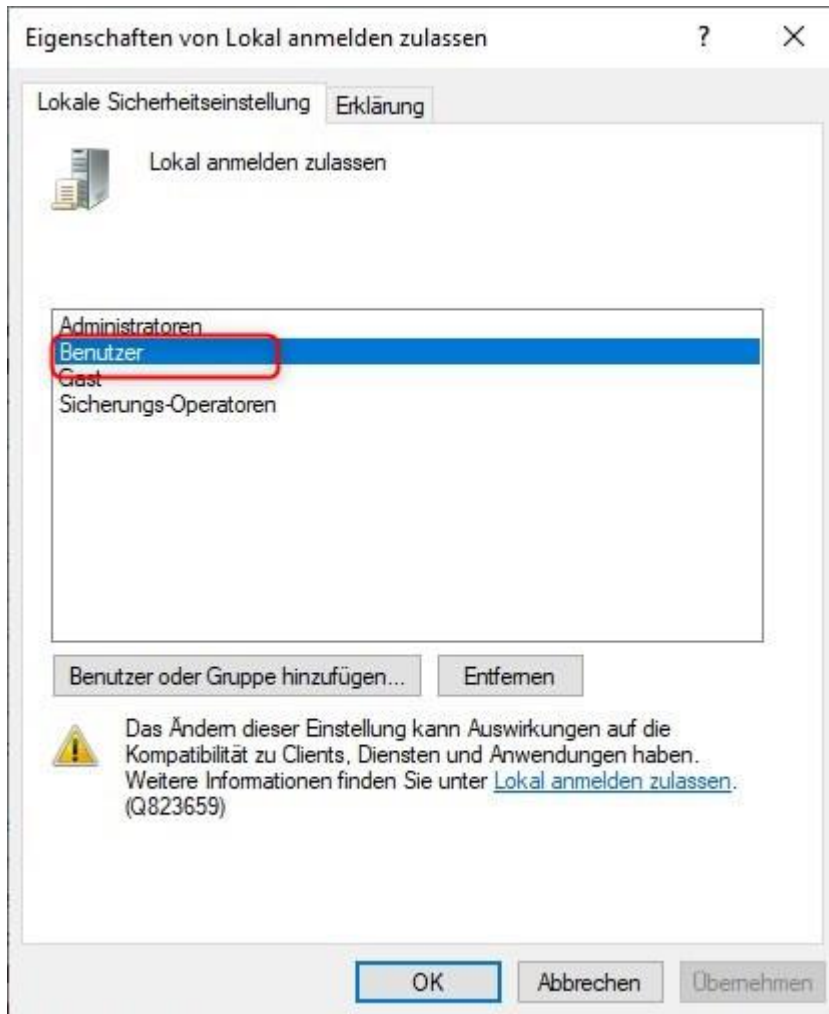 Eigenschaften von Lokal anmelden zulassen
?
Lokale Sicherheitseinstellung
Erklärung
Lokal anmelden zulassen
Administratoren
Benutzer
Gast
Sicherungs-Operatoren
Benutzer oder Gruppe hinzufügen...
Entfernen
Das Ändern dieser Einstellung kann Auswirkungen auf die
Kompatibilität zu Clients, Diensten und Anwendungen haben.
Weitere Informationen finden Sie unter Lokal anmelden zulassen.
(Q823659)
OK
Abbrechen
Übernehmen